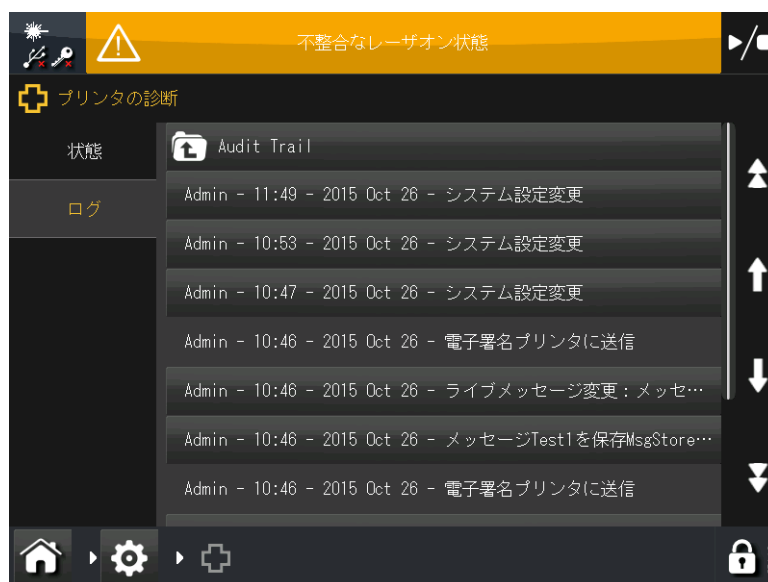 不整合なレーザオン状態
プリンタの診断
状態
ログ
Audit Trail
Admin - 11:49 - 2015 Oct 26 - システム設定変更
Admin - 10:53 - 2015 Oct 26 - システム設定変更
Admin - 10:47 - 2015 Oct 26 - システム設定変更
Admin - 10:46 - 2015 Oct 26 - 電子署名プリンタに送信
Admin - 10:46 - 2015 Oct 26 - ライブメッセージ変更：メッセ…
Admin - 10:46 - 2015 Oct 26 - メッセージTest1を保存MsgStore…
Admin - 10:46 - 2015 Oct 26 - 電子署名プリンタに送信